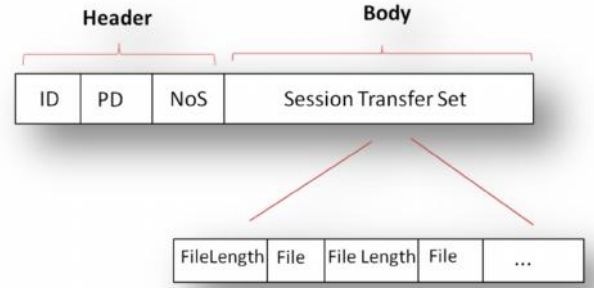 Header Body
ID PD NoS Session Transfer Set
FileLength File File Length File ...